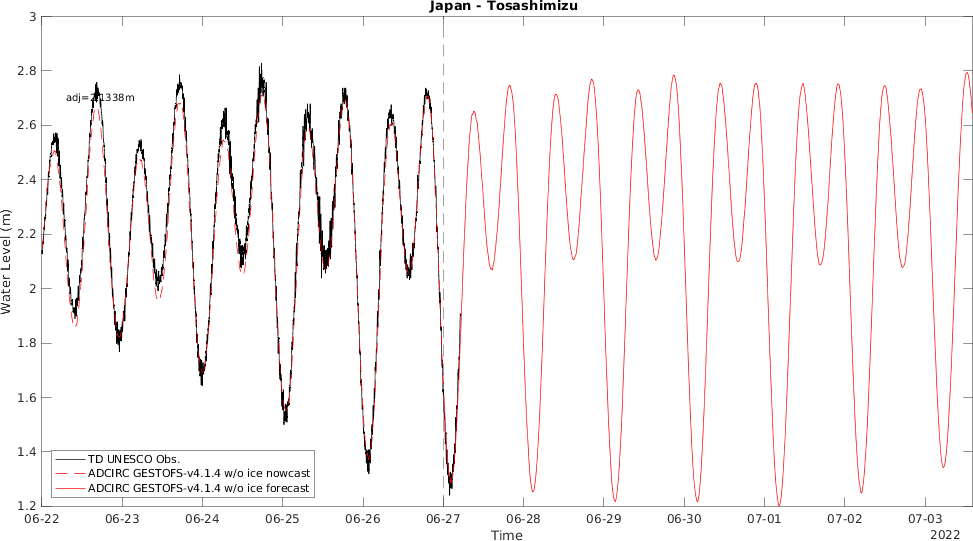 Japan - Tosashimizu
3
2.8
2.6
2.4
2.2
2
1.8
1.6
1.4
1.2
Water Level (m)
adj=2.1338m
TD UNESCO Obs.
ADCIRC GESTOFS-v4.1.4 w/o ice nowcast
ADCIRC GESTOFS-v4.1.4 w/o ice forecast
06-22 06-23 06-24 06-25 06-26 06-27 06-28 06-29 06-30 07-01 07-02 07-03
2022
Time